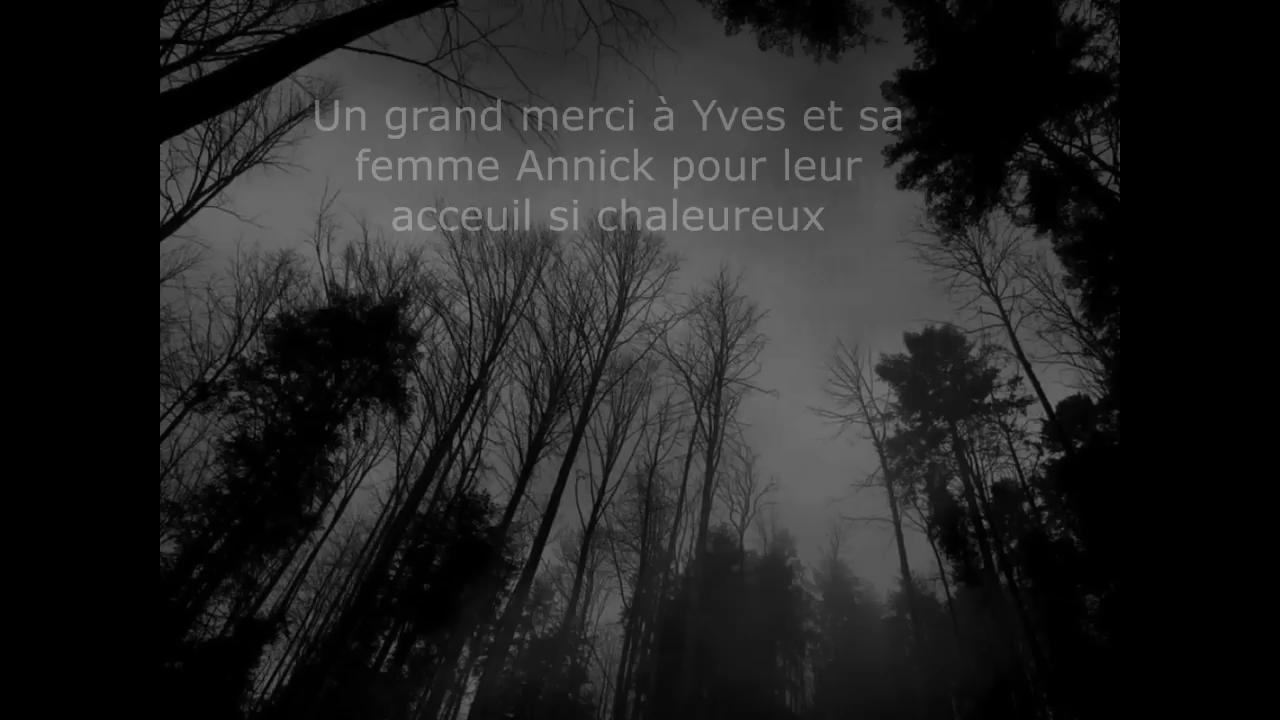 Un grand merci à Yves et sa
femme Annick pour leur
acceuil si chaleureux